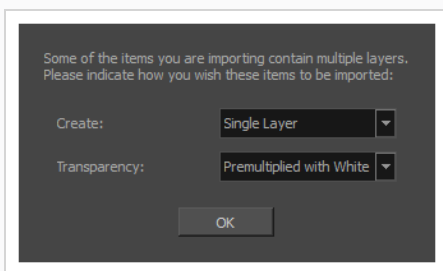 Some of the items you are importing contain multiple layers.
Please indicate how you wish these items to be imported:
Create: Single Layer
Transparency: Premultiplied with White
OK